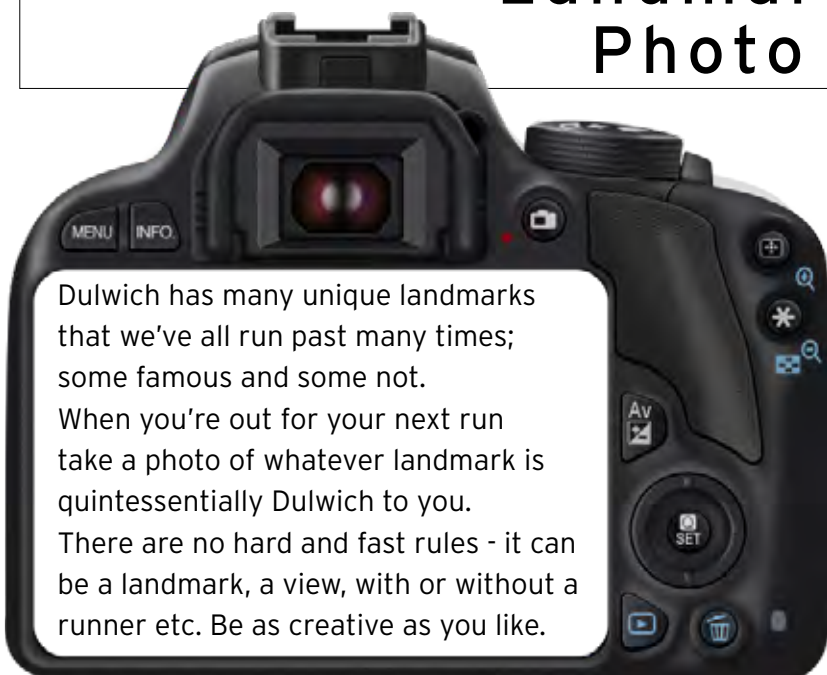 Photo
MENU INFO.
Dulwich has many unique landmarks
that we've all run past many times;
some famous and some not.
When you're out for your next run
take a photo of whatever landmark is
quintessentially Dulwich to you.
There are no hard and fast rules - it can
be a landmark, a view, with or without a
runner etc. Be as creative as you like.
Av
SET